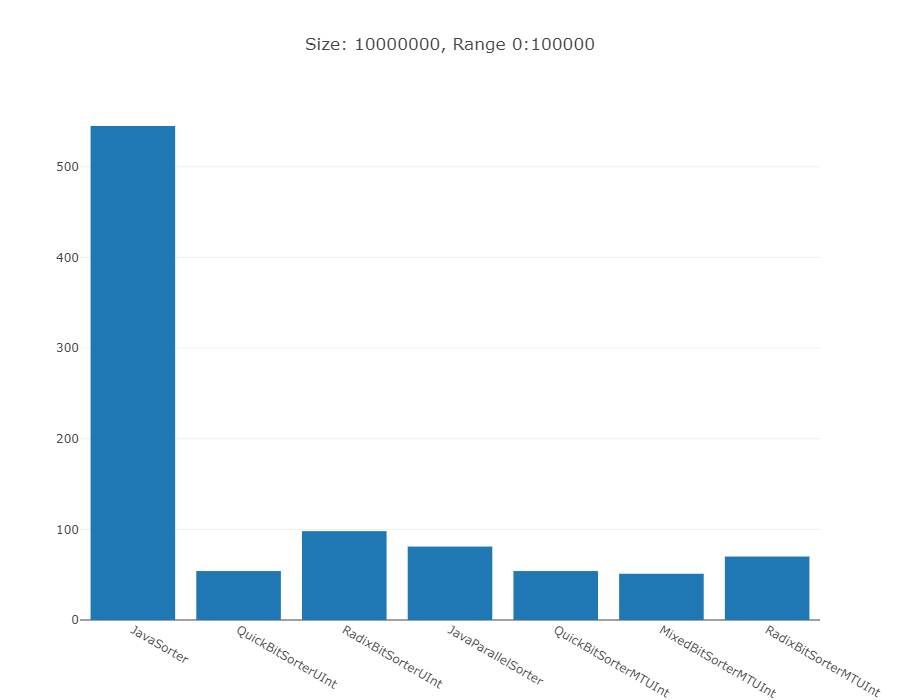 Size: 10000000, Range 0:100000
500
400
300
200
100
0
JavaSorter
QuickBitSorterUInt
RadixBitSorterUInt
JavaParallelSorter
QuickBitSorterMTUInt
MixedBitSorterMTUInt
RadixBitSorterMTUInt